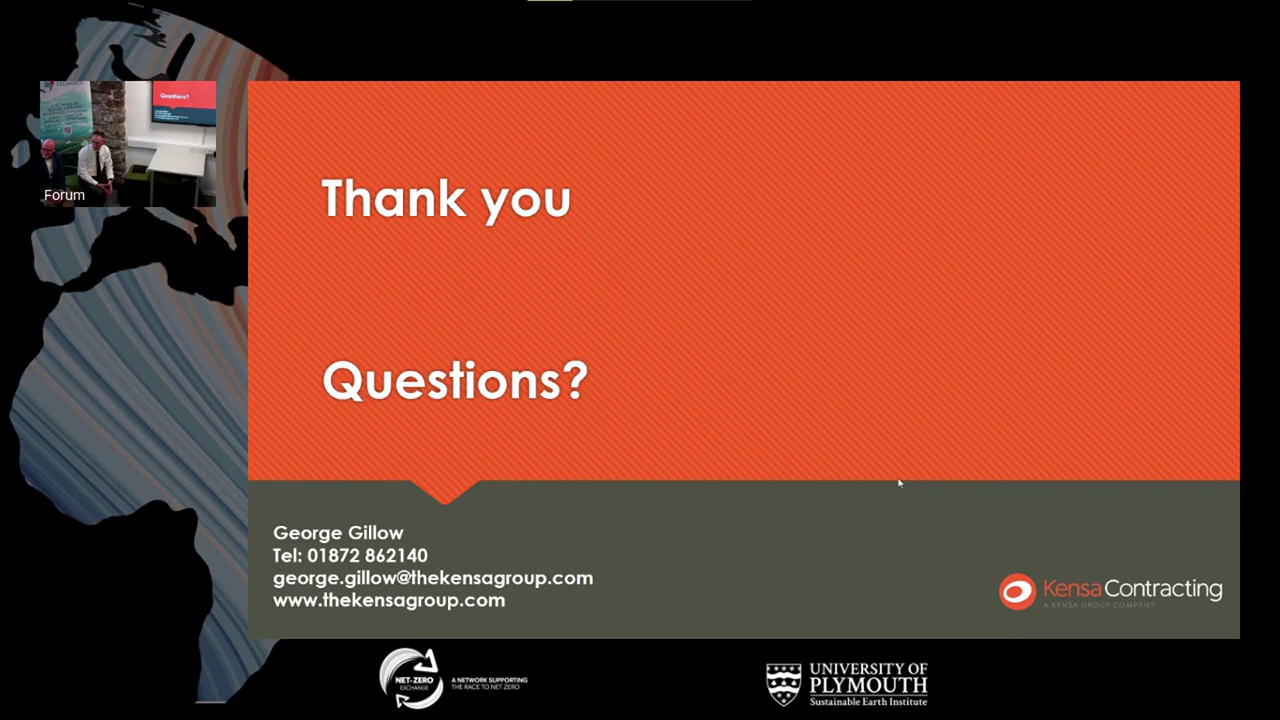 Questions?
Forum
Thank you
Questions?
George Gillow
Tel: 01872 862140
george.gillow@thekensagroup.com
www.thekensagroup.com
KensaContracting
A KENSA GROUP COMPANY
NET-ZERO
EXCHANGE
A NETWORK SUPPORTING
THE RACE TO NET ZERO
UNIVERSITY OF
PLYMOUTH
Sustainable Earth Institute